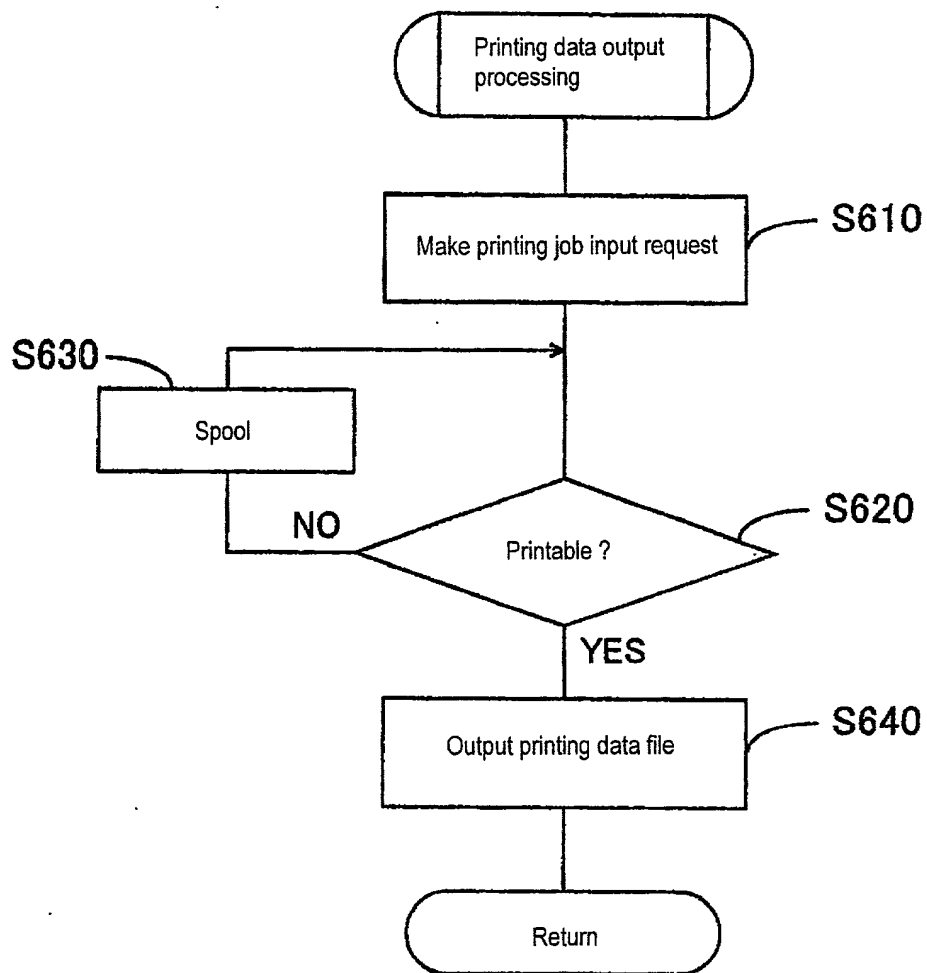 Printing data output
processing
S610
Make printing job input request
S630
Spool
NO
S620
Printable ?
YES
S640
Output printing data file
Return